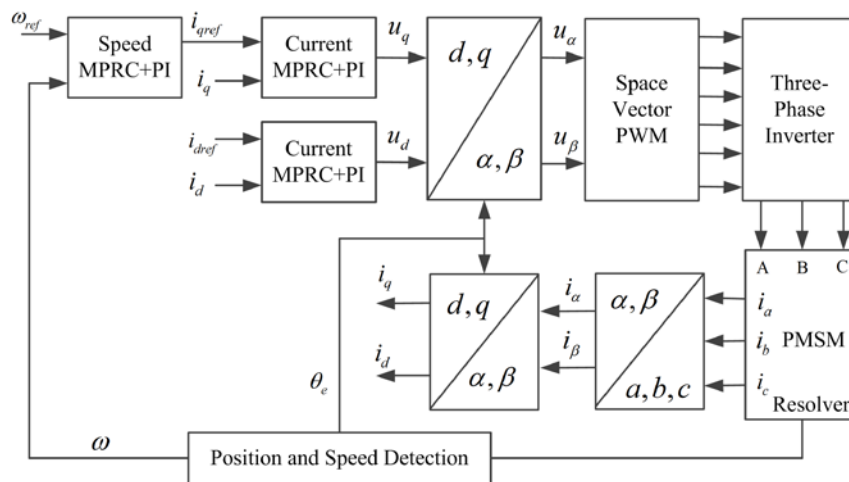 ω_ref
Speed
MPRC+PI
i_qref
i_q
Current
MPRC+PI
u_q
d,q
α,β
u_α
u_β
Space
Vector
PWM
Three-
Phase
Inverter
i_dref
i_d
Current
MPRC+PI
u_d
A B C
i_a
i_b
i_c
PMSM
Resolver
α,β
a,b,c
i_α
i_β
d,q
α,β
i_q
i_d
θ_e
ω
Position and Speed Detection